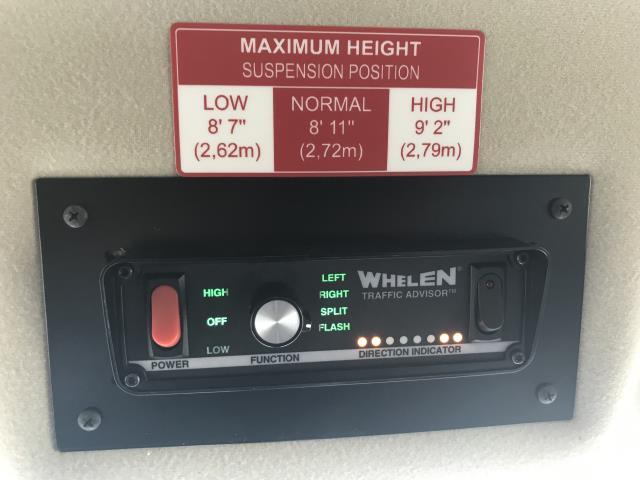 MAXIMUM HEIGHT
SUSPENSION POSITION
LOW NORMAL HIGH
8' 7" 8' 11" 9' 2"
(2,62m) (2,72m) (2,79m)
HIGH
OFF
LOW
POWER
FUNCTION
LEFT
RIGHT
SPLIT
FLASH
WHELEN®
TRAFFIC ADVISOR™
DIRECTION INDICATOR